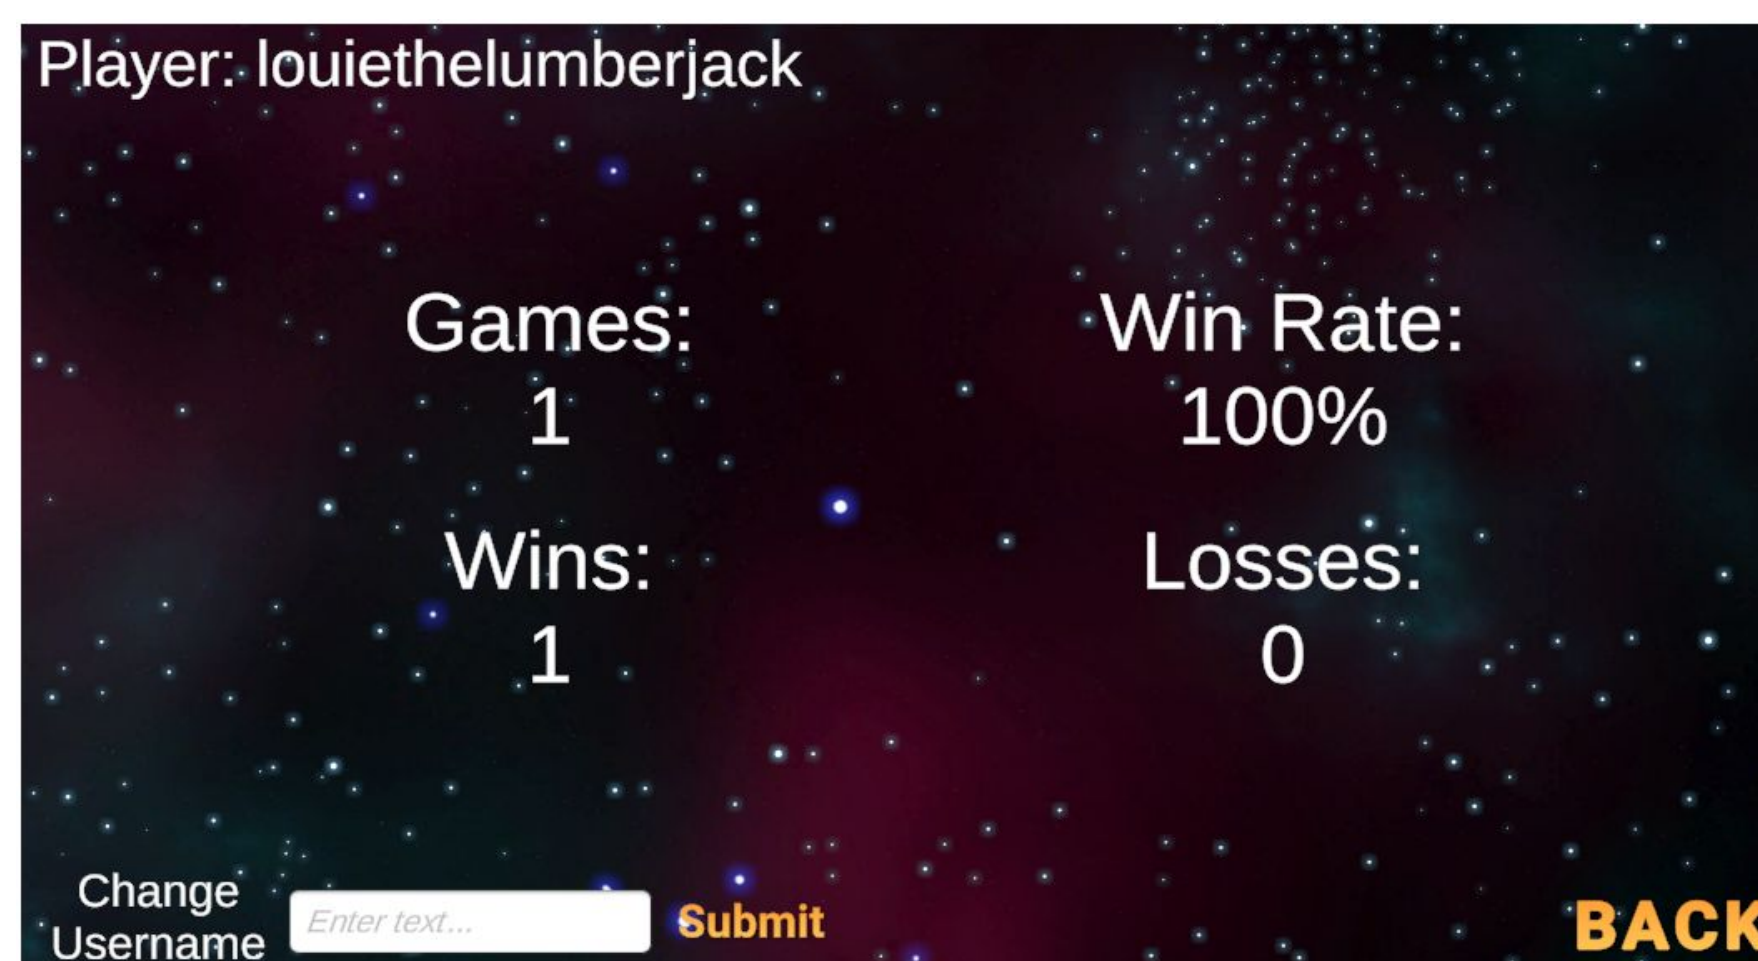 Player: louiethelumberjack
Games:
1
Win Rate:
100%
Wins:
1
Losses:
0
Change
Username
Enter text...
Submit
BACK